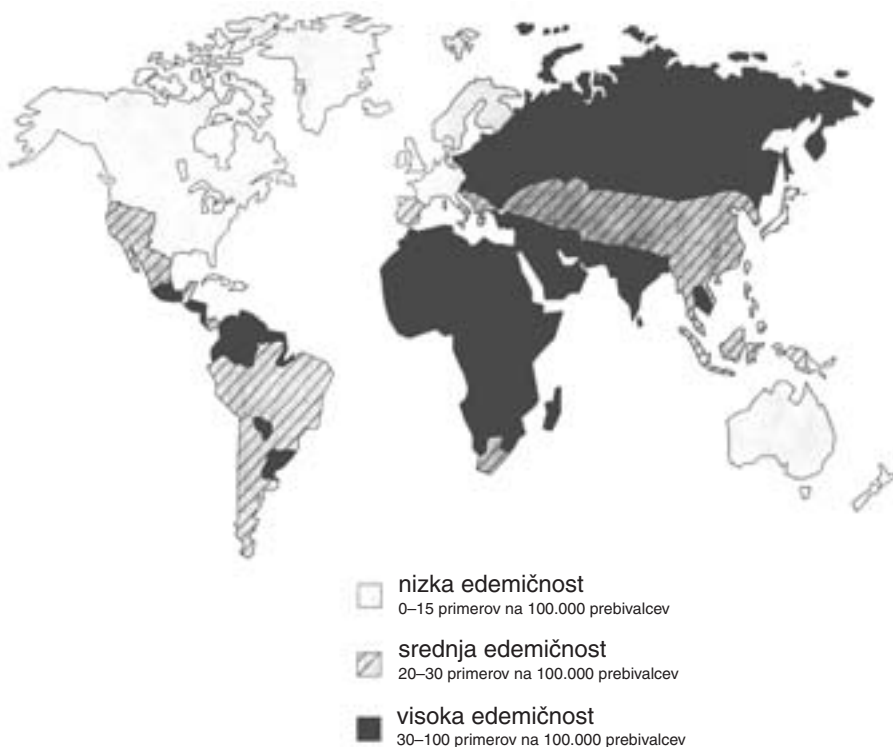 nizka edemičnost
0–15 primerov na 100.000 prebivalcev
srednja edemičnost
20–30 primerov na 100.000 prebivalcev
visoka edemičnost
30–100 primerov na 100.000 prebivalcev